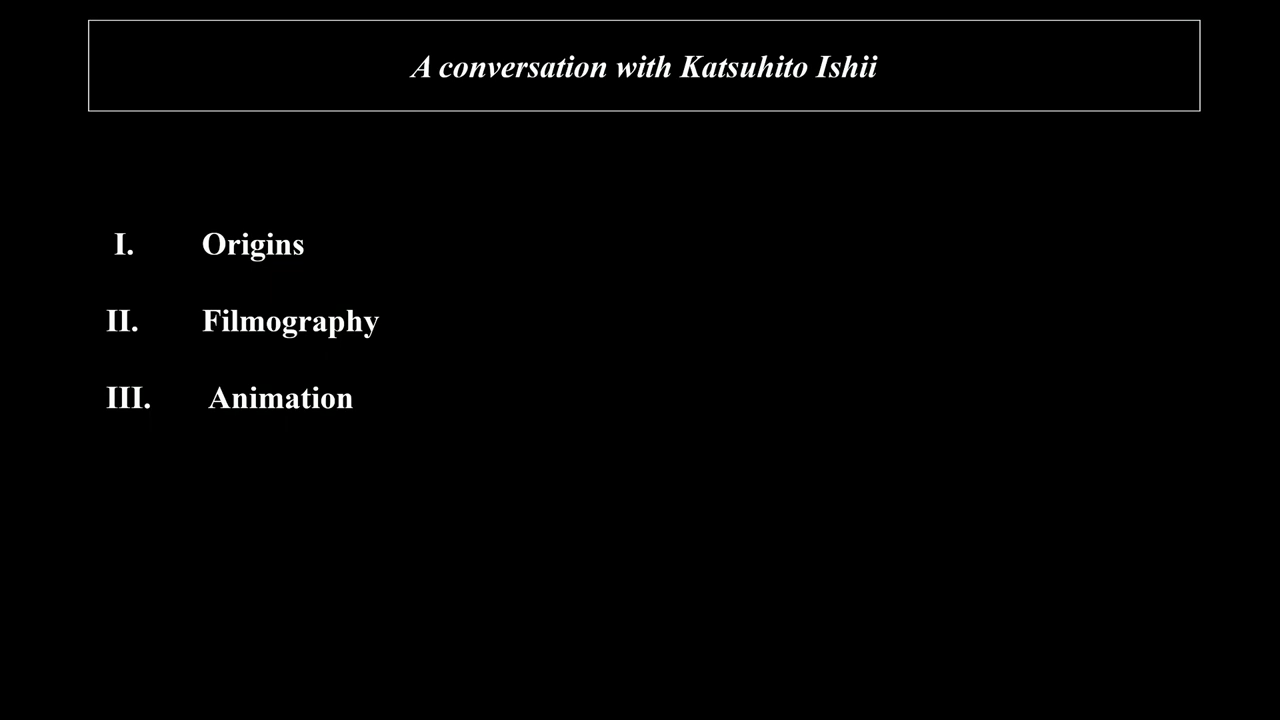 A conversation with Katsuhito Ishii
I. Origins
II. Filmography
III. Animation